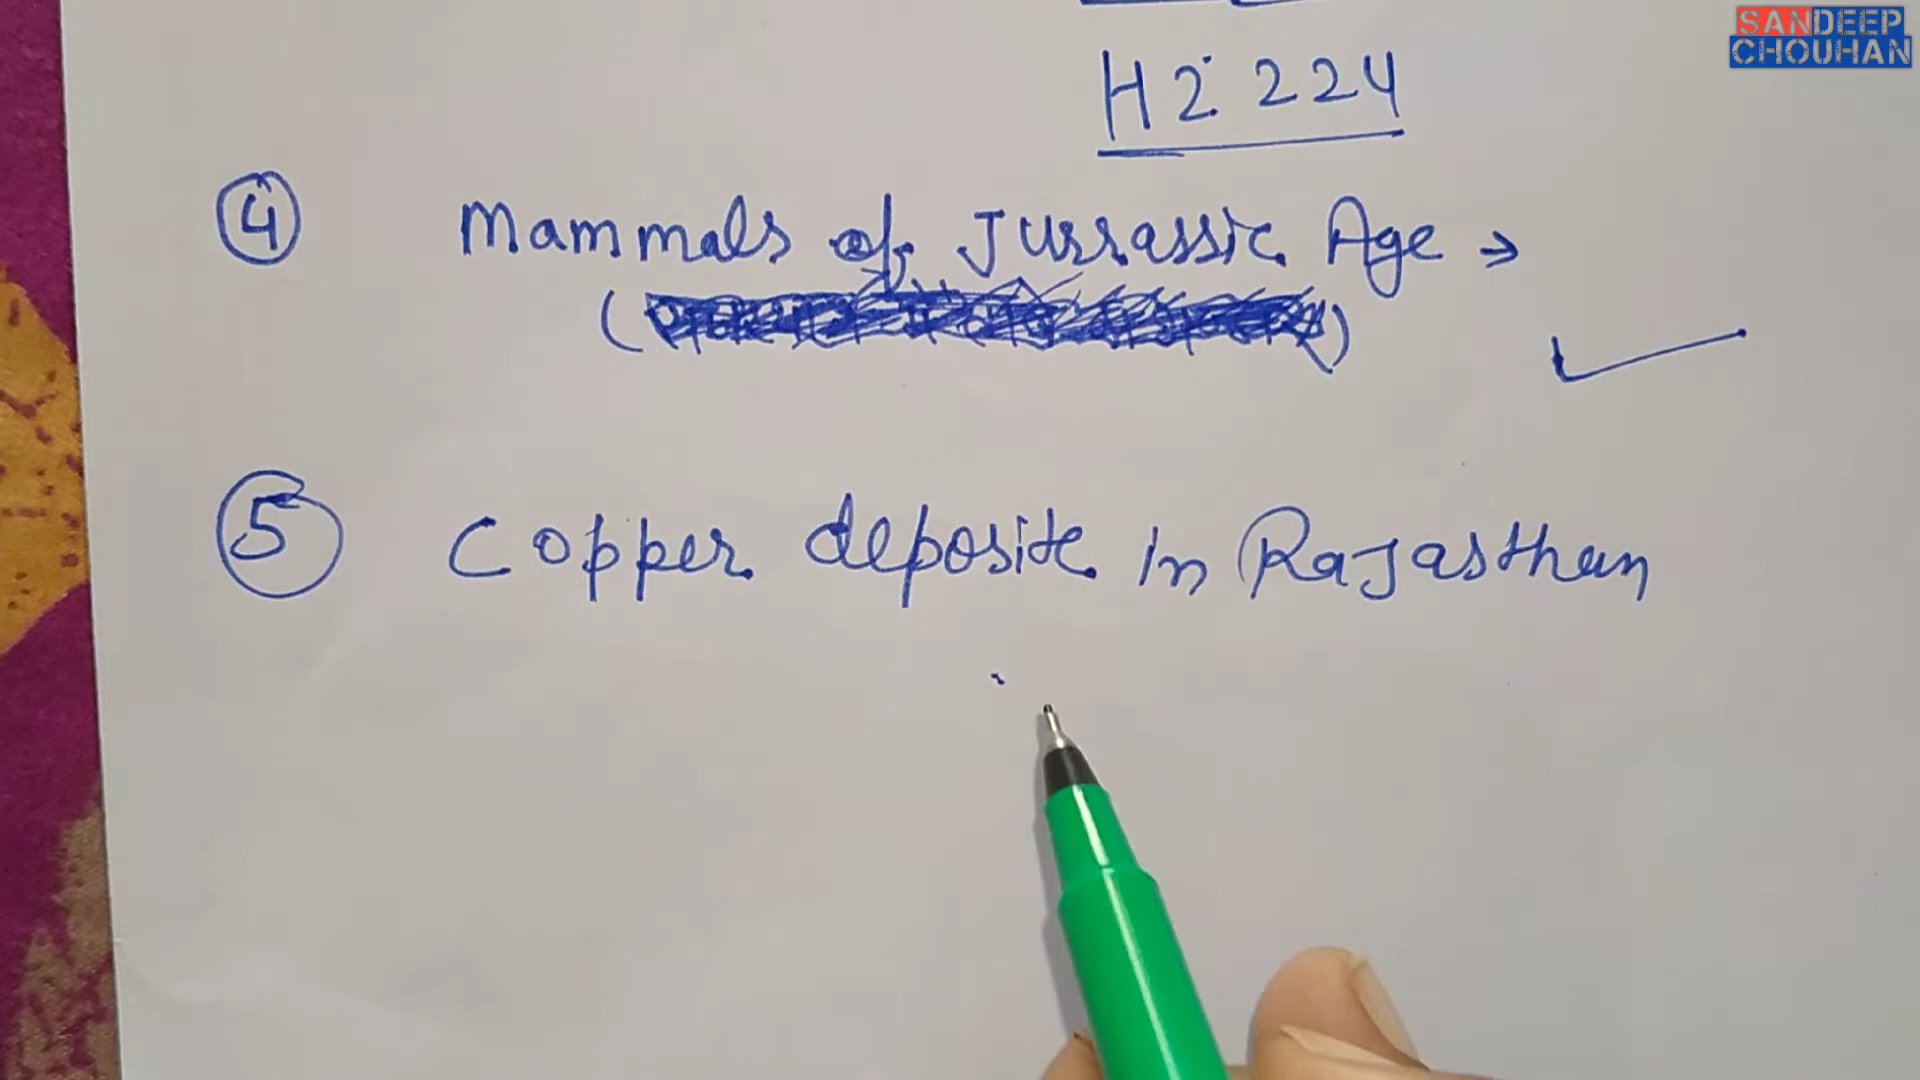 SANDEEP
CHOUHAN
H2 224
4 Mammals of Jurrassic Age →
5 Copper deposite in Rajasthan